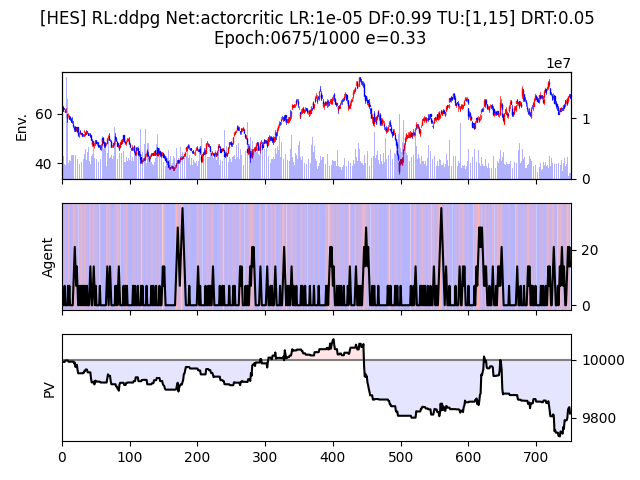 [HES] RL:ddpg Net:actorcritic LR:1e-05 DF:0.99 TU:[1,15] DRT:0.05
Epoch:0675/1000 e=0.33
1e7
Env.
60
40
1
0
Agent
20
0
PV
10000
9800
0 100 200 300 400 500 600 700